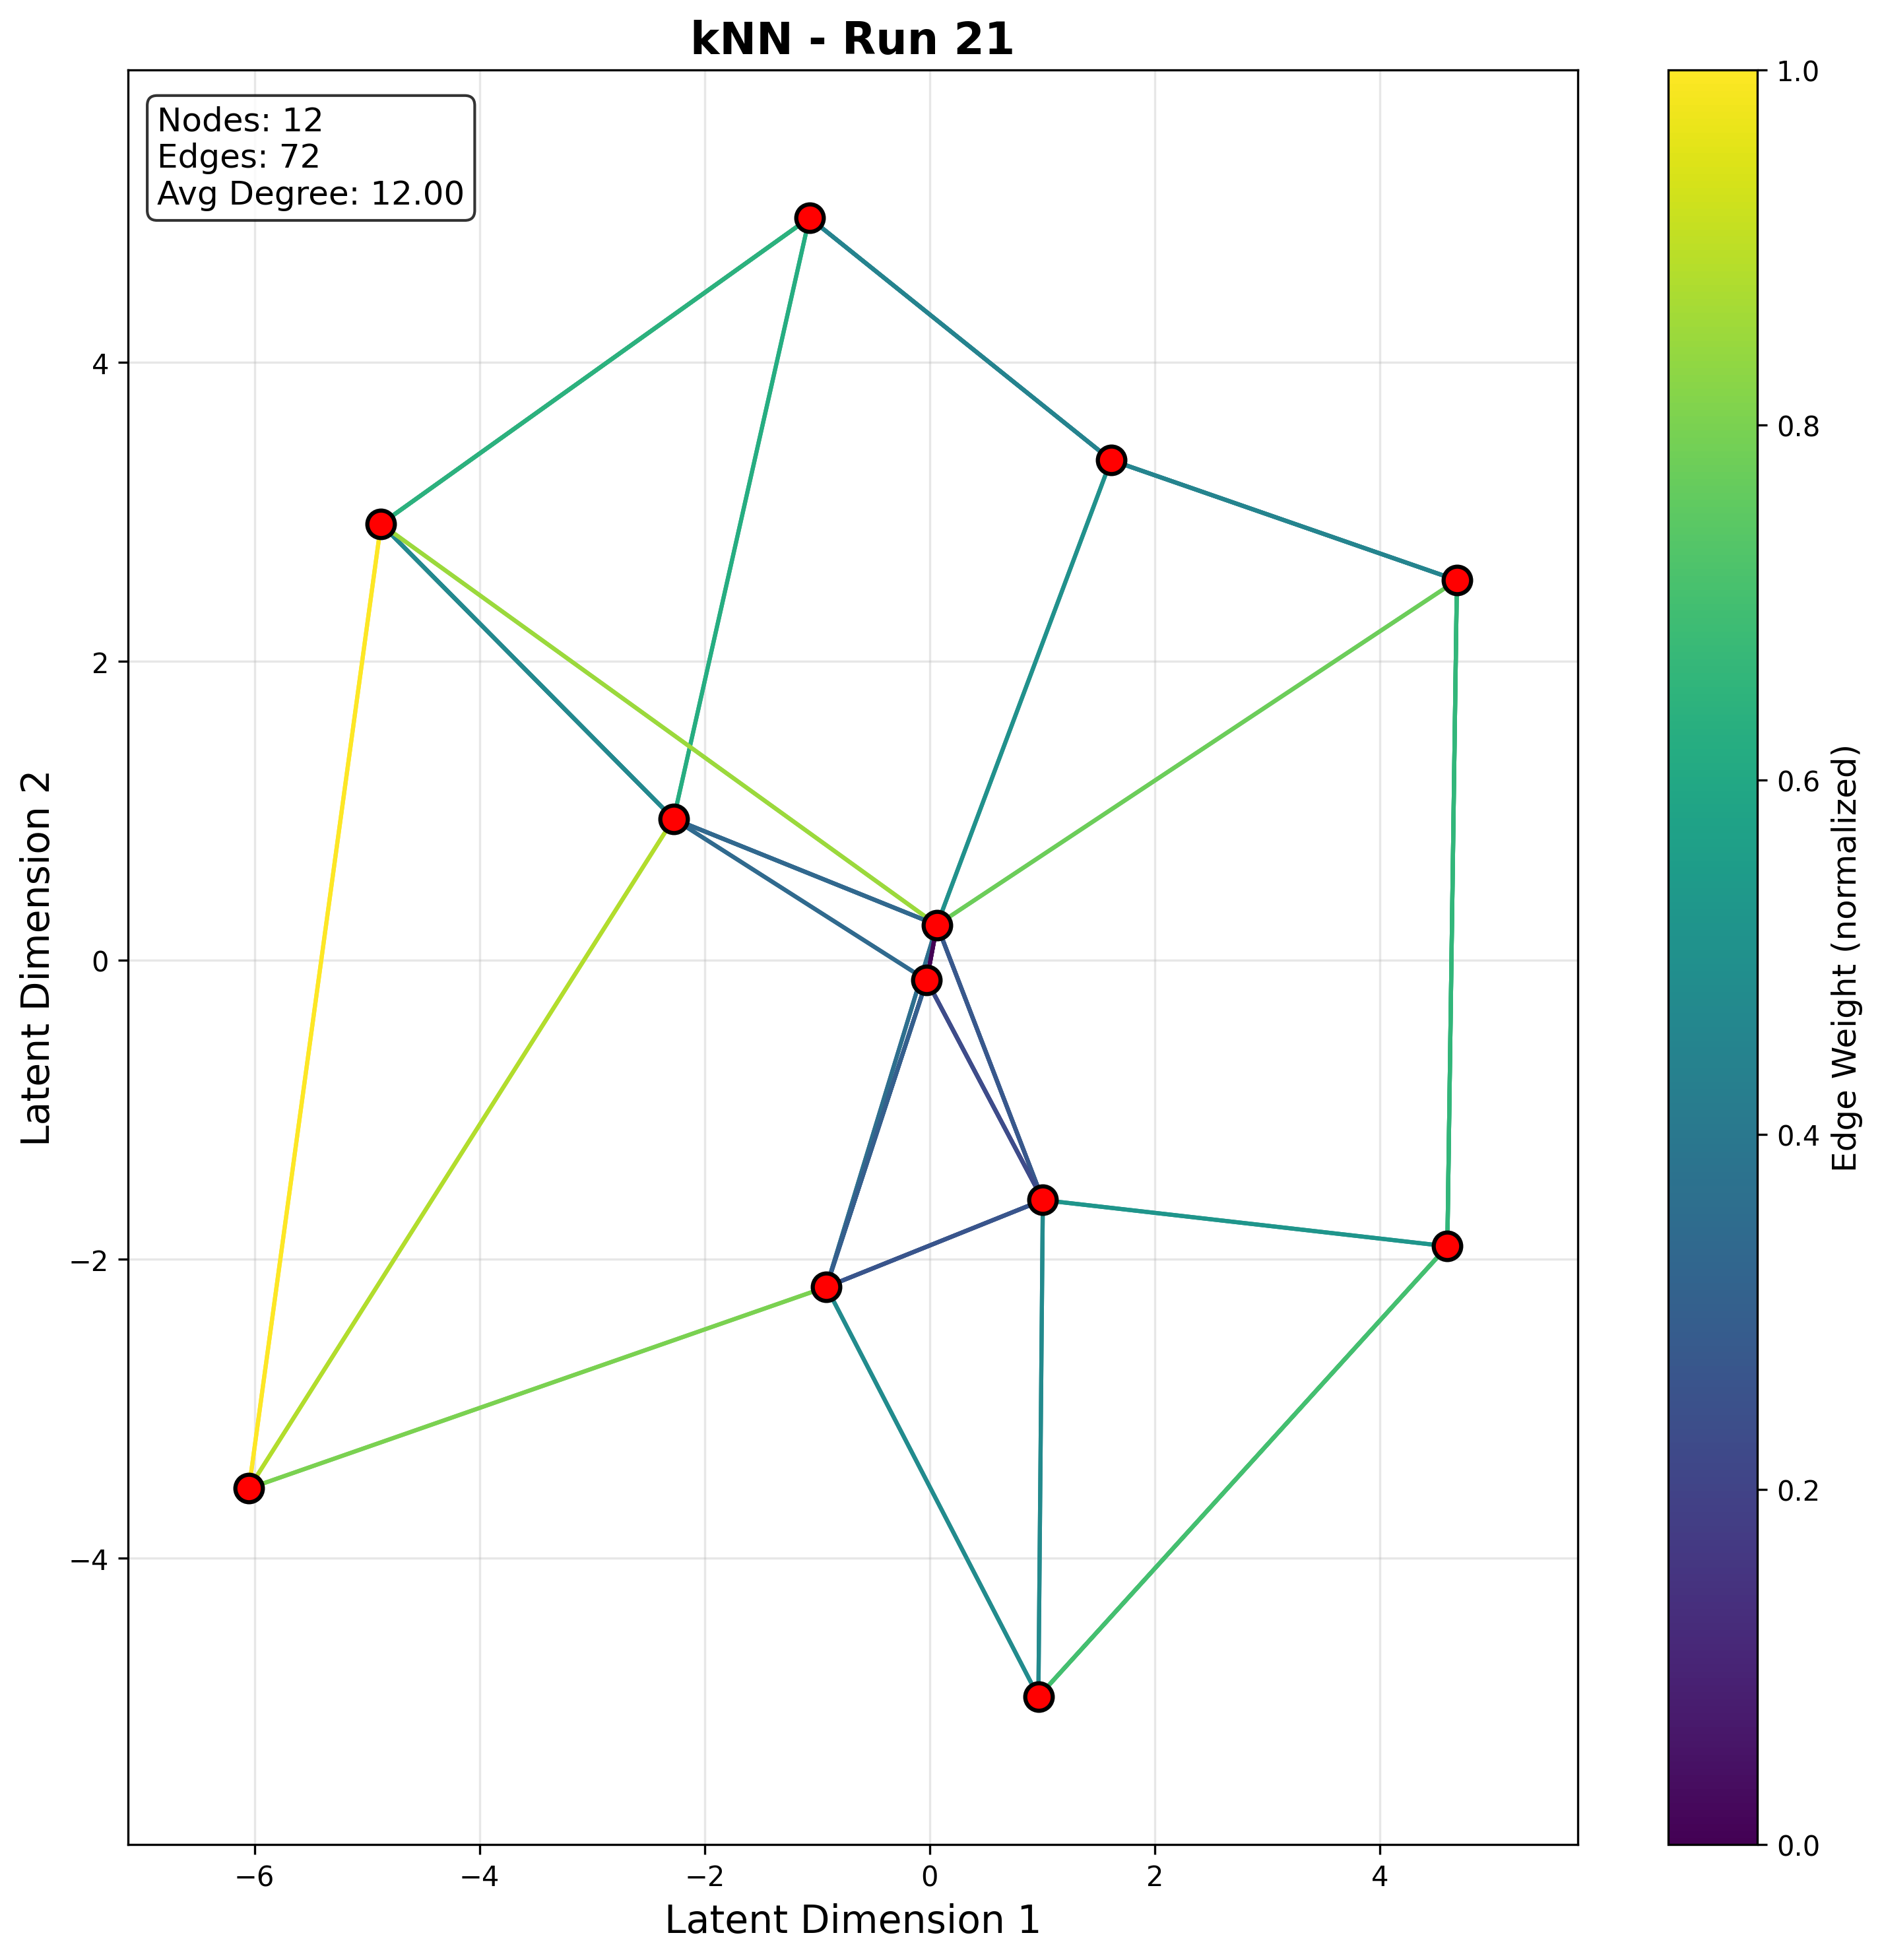 kNN - Run 21
Nodes: 12
Edges: 72
Avg Degree: 12.00
Latent Dimension 2
4
2
0
−2
−4
−6
−4
−2
0
2
4
Latent Dimension 1
1.0
0.8
0.6
0.4
0.2
0.0
Edge Weight (normalized)